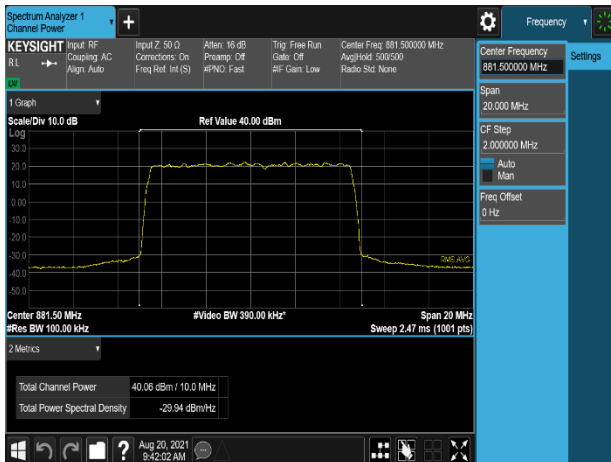 Spectrum Analyzer 1
Channel Power
+
Frequency
KEYSIGHT
R L
LXI
Input: RF
Coupling: AC
Align: Auto
Input Z: 50 Ω
Corrections: On
Freq Ref: Int (S)
Atten: 16 dB
Preamp: Off
#PNO: Fast
Trig: Free Run
Gate: Off
#IF Gain: Low
Center Freq: 881.500000 MHz
Avg|Hold: 500/500
Radio Std: None
Center Frequency
881.500000 MHz
Settings
Span
20.000 MHz
CF Step
2.000000 MHz
Auto
Man
Freq Offset
0 Hz
1 Graph
Scale/Div 10.0 dB
Ref Value 40.00 dBm
Log
30.0
20.0
10.0
0.00
-10.0
-20.0
-30.0
-40.0
-50.0
RMS AVG
Center 881.50 MHz
#Video BW 390.00 kHz*
Span 20 MHz
#Res BW 100.00 kHz
Sweep 2.47 ms (1001 pts)
2 Metrics
Total Channel Power 40.06 dBm / 10.0 MHz
Total Power Spectral Density -29.94 dBm/Hz
?
Aug 20, 2021
9:42:02 AM